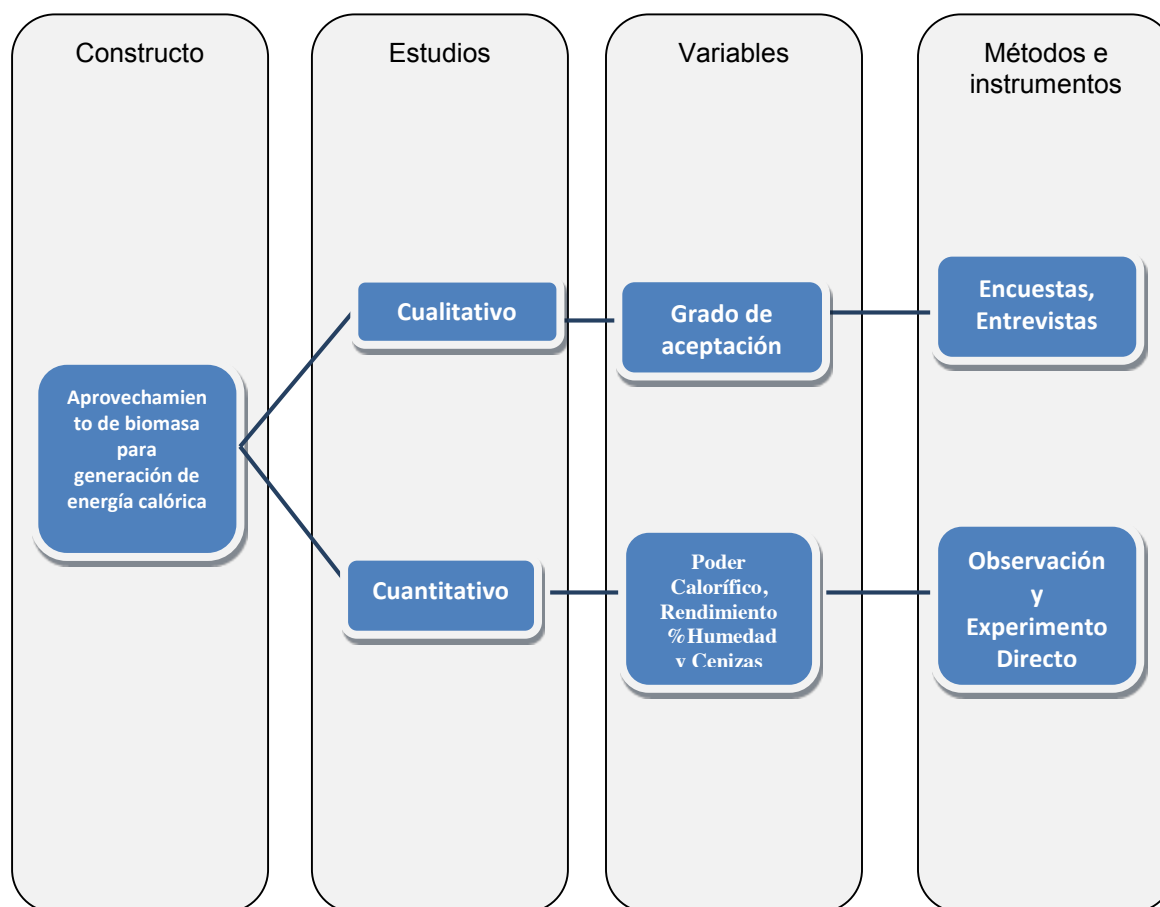 Constructo
Estudios
Variables
Métodos e
instrumentos
Aprovechamien
to de biomasa
para
generación de
energía calórica
Cualitativo
Grado de
aceptación
Encuestas,
Entrevistas
Cuantitativo
Poder
Calorífico,
Rendimiento
%Humedad
y Cenizas
Observación
y
Experimento
Directo